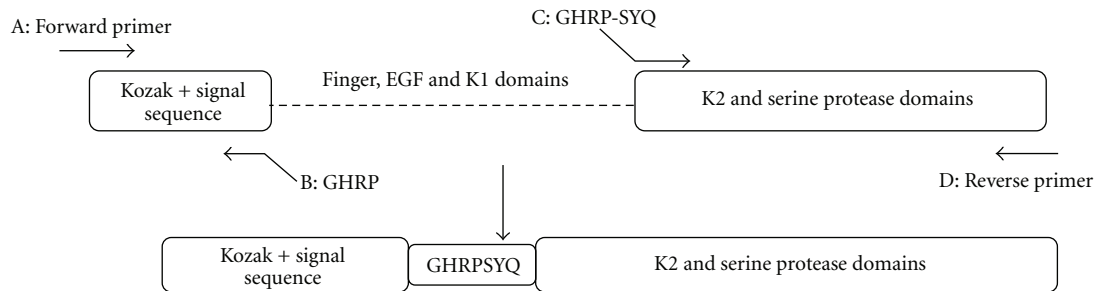 A: Forward primer
C: GHRP-SYQ
Kozak + signal
sequence
Finger, EGF and K1 domains
K2 and serine protease domains
B: GHRP
D: Reverse primer
Kozak + signal
sequence
GHRPSYQ
K2 and serine protease domains